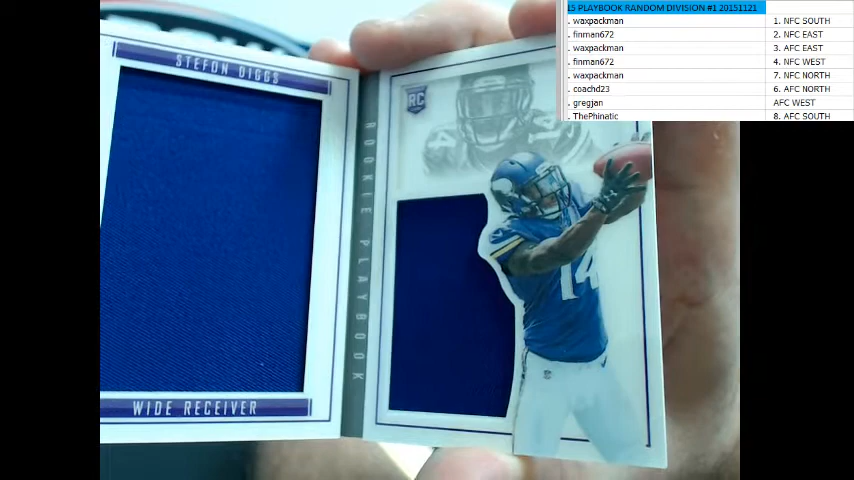 15 PLAYBOOK RANDOM DIVISION #1 20151121
. waxpackman 1. NFC SOUTH
. finman672 2. NFC EAST
. waxpackman 3. AFC EAST
. finman672 4. NFC WEST
. waxpackman 7. NFC NORTH
. coachd23 6. AFC NORTH
. gregjan AFC WEST
. ThePhinatic 8. AFC SOUTH
STEFON DIGGS
WIDE RECEIVER
ROOKIE PLAYBOOK
RC
14
14